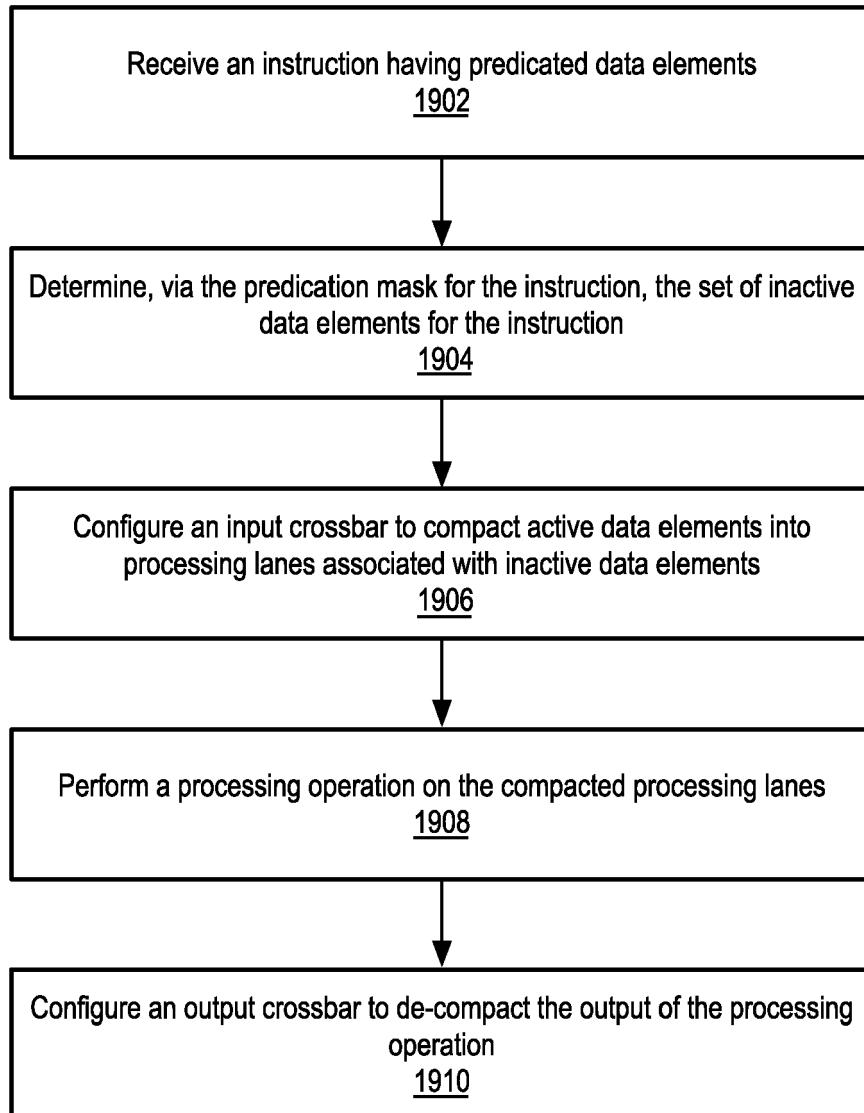 Receive an instruction having predicated data elements
1902
Determine, via the predication mask for the instruction, the set of inactive
data elements for the instruction
1904
Configure an input crossbar to compact active data elements into
processing lanes associated with inactive data elements
1906
Perform a processing operation on the compacted processing lanes
1908
Configure an output crossbar to de-compact the output of the processing
operation
1910